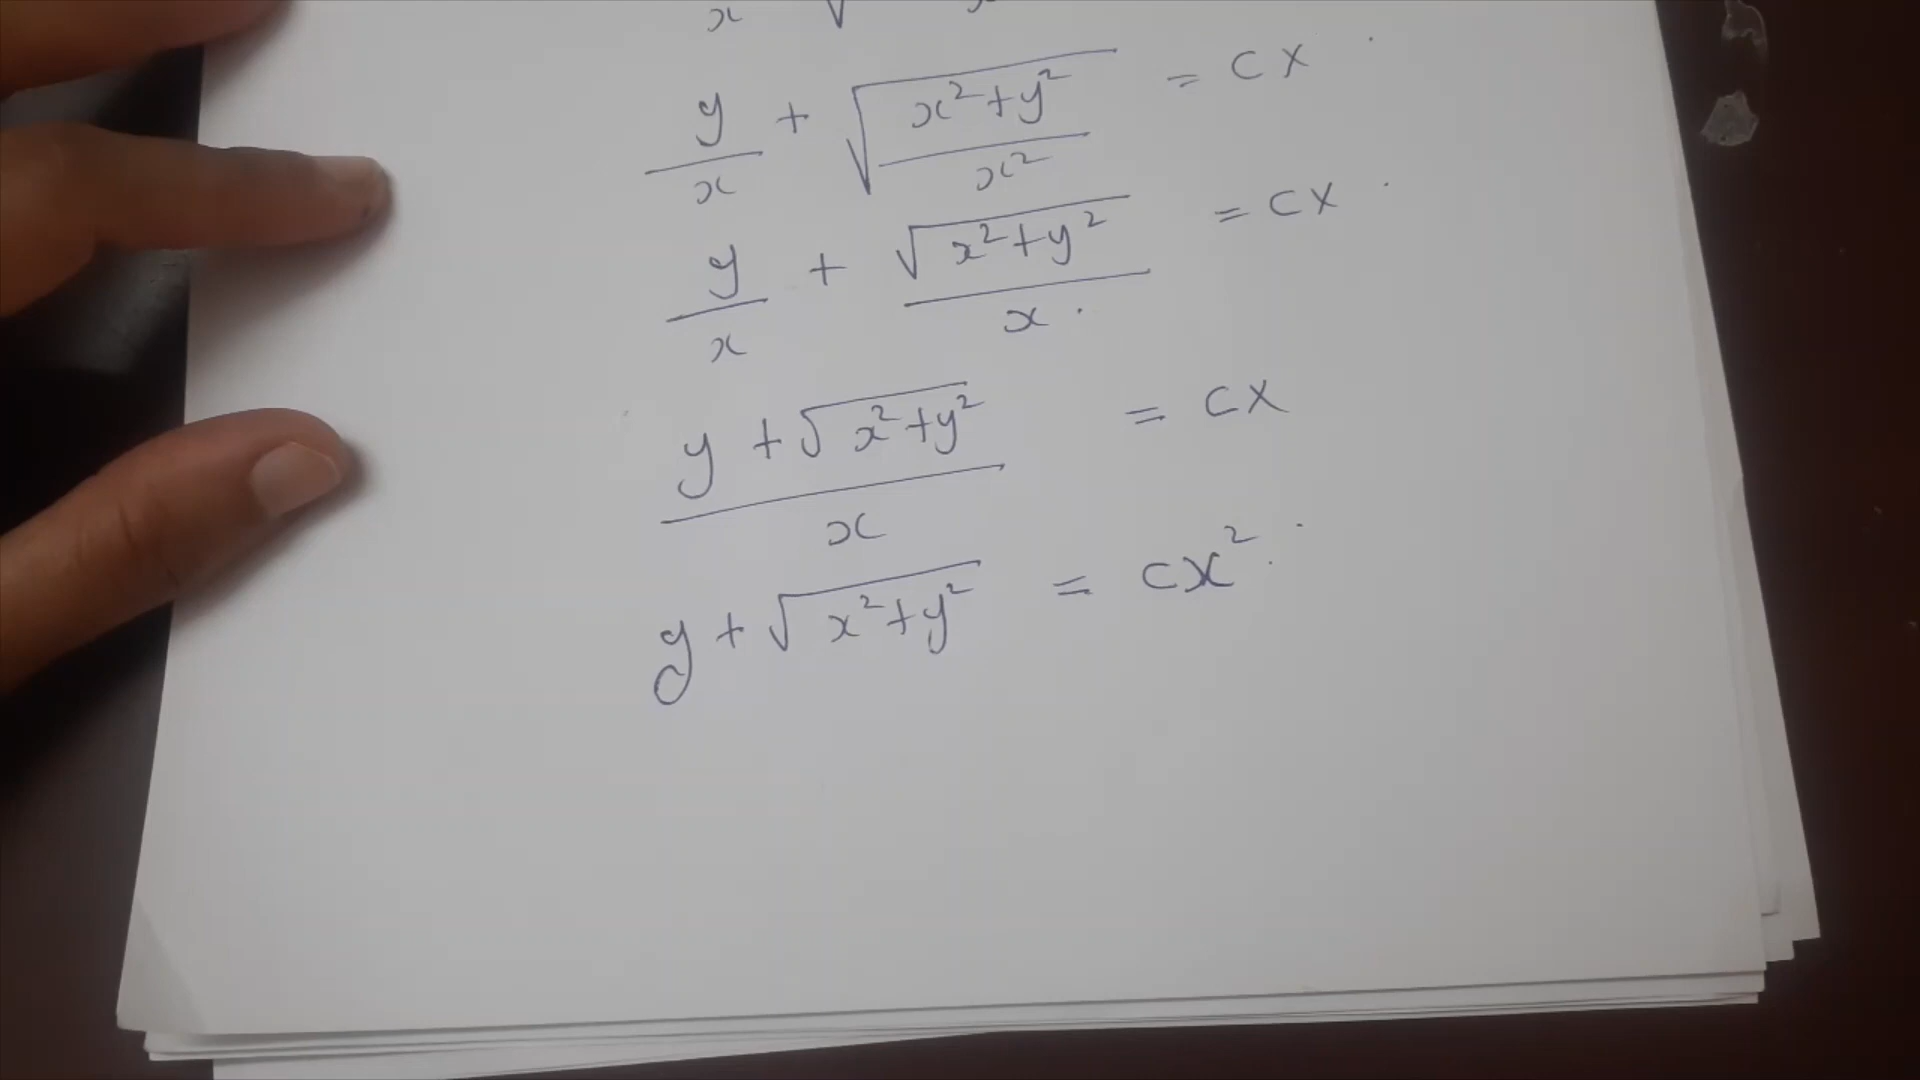 y/x + √((x²+y²)/x²) = cx
y/x + √(x²+y²)/x = cx
(y + √(x²+y²))/x = cx
y + √(x²+y²) = cx²